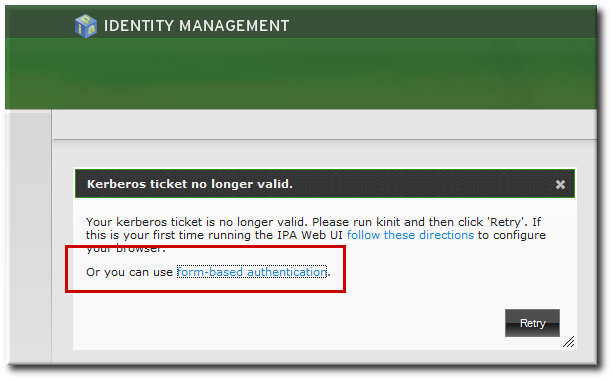 IDENTITY MANAGEMENT
Kerberos ticket no longer valid.
Your kerberos ticket is no longer valid. Please run kinit and then click 'Retry'. If
this is your first time running the IPA Web UI follow these directions to configure
your browser.
Or you can use form-based authentication.
Retry